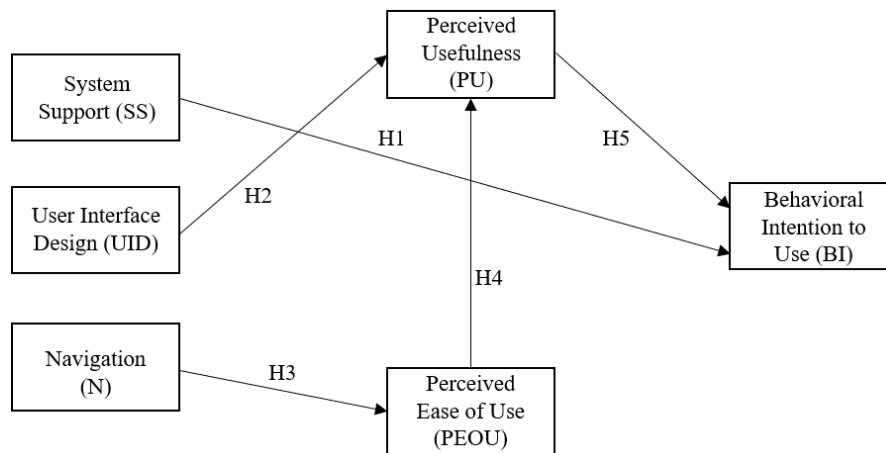 Perceived
Usefulness
(PU)
System
Support (SS)
H1
H5
User Interface
Design (UID)
H2
Behavioral
Intention to
Use (BI)
H4
Navigation
(N)
H3
Perceived
Ease of Use
(PEOU)